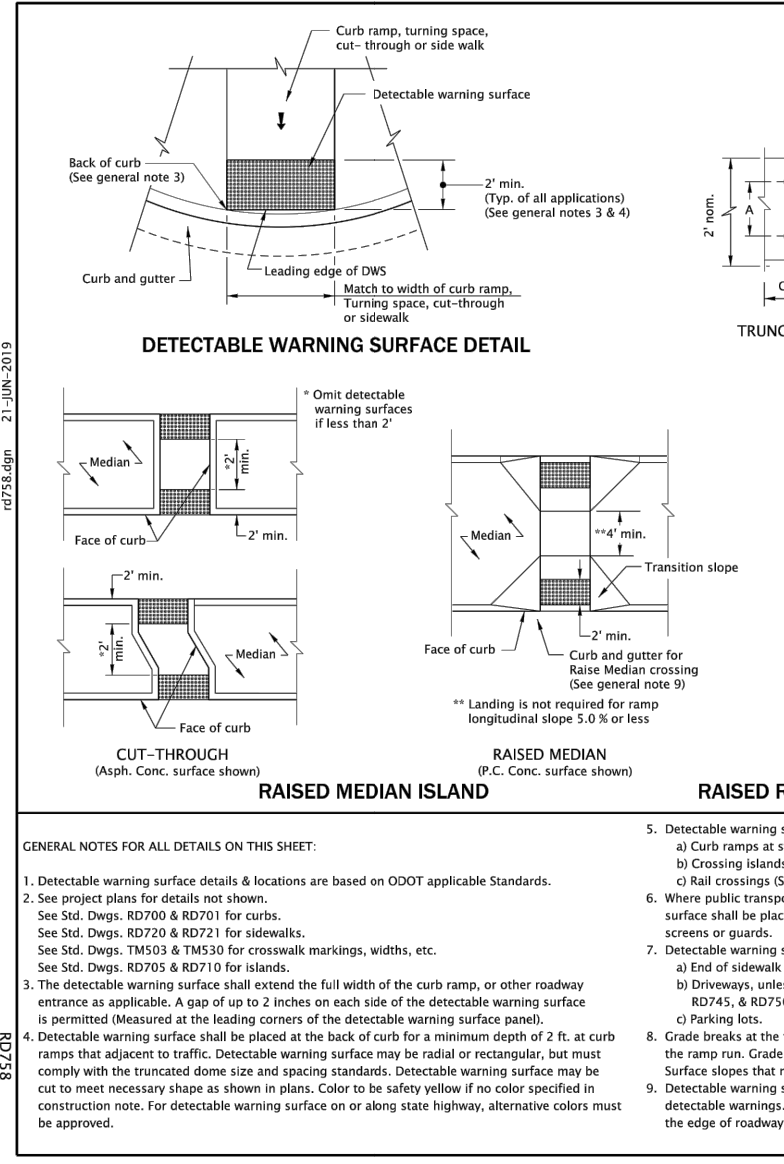 Curb ramp, turning space,
cut- through or side walk
Detectable warning surface
Back of curb
(See general note 3)
2' min.
(Typ. of all applications)
(See general notes 3 & 4)
Curb and gutter
Leading edge of DWS
Match to width of curb ramp,
Turning space, cut-through
or sidewalk
DETECTABLE WARNING SURFACE DETAIL
2' nom.
A
C
TRUNC
rd758.dgn 21-JUN-2019
* Omit detectable
warning surfaces
if less than 2'
Median
*2'
min.
Face of curb
2' min.
2' min.
*2'
min.
Median
Face of curb
CUT-THROUGH
(Asph. Conc. surface shown)
Median
**4' min.
Transition slope
2' min.
Face of curb
Curb and gutter for
Raise Median crossing
(See general note 9)
** Landing is not required for ramp
longitudinal slope 5.0 % or less
RAISED MEDIAN
(P.C. Conc. surface shown)
RAISED MEDIAN ISLAND
RAISED R
GENERAL NOTES FOR ALL DETAILS ON THIS SHEET:
1. Detectable warning surface details & locations are based on ODOT applicable Standards.
2. See project plans for details not shown.
See Std. Dwgs. RD700 & RD701 for curbs.
See Std. Dwgs. RD720 & RD721 for sidewalks.
See Std. Dwgs. TM503 & TM530 for crosswalk markings, widths, etc.
See Std. Dwgs. RD705 & RD710 for islands.
3. The detectable warning surface shall extend the full width of the curb ramp, or other roadway
entrance as applicable. A gap of up to 2 inches on each side of the detectable warning surface
is permitted (Measured at the leading corners of the detectable warning surface panel).
4. Detectable warning surface shall be placed at the back of curb for a minimum depth of 2 ft. at curb
ramps that adjacent to traffic. Detectable warning surface may be radial or rectangular, but must
comply with the truncated dome size and spacing standards. Detectable warning surface may be
cut to meet necessary shape as shown in plans. Color to be safety yellow if no color specified in
construction note. For detectable warning surface on or along state highway, alternative colors must
be approved.
5. Detectable warning s
a) Curb ramps at s
b) Crossing islands
c) Rail crossings (S
6. Where public transpo
surface shall be plac
screens or guards.
7. Detectable warning s
a) End of sidewalk
b) Driveways, unles
RD745, & RD750
c) Parking lots.
8. Grade breaks at the
the ramp run. Grade
Surface slopes that
9. Detectable warning s
detectable warnings.
the edge of roadway
RD758